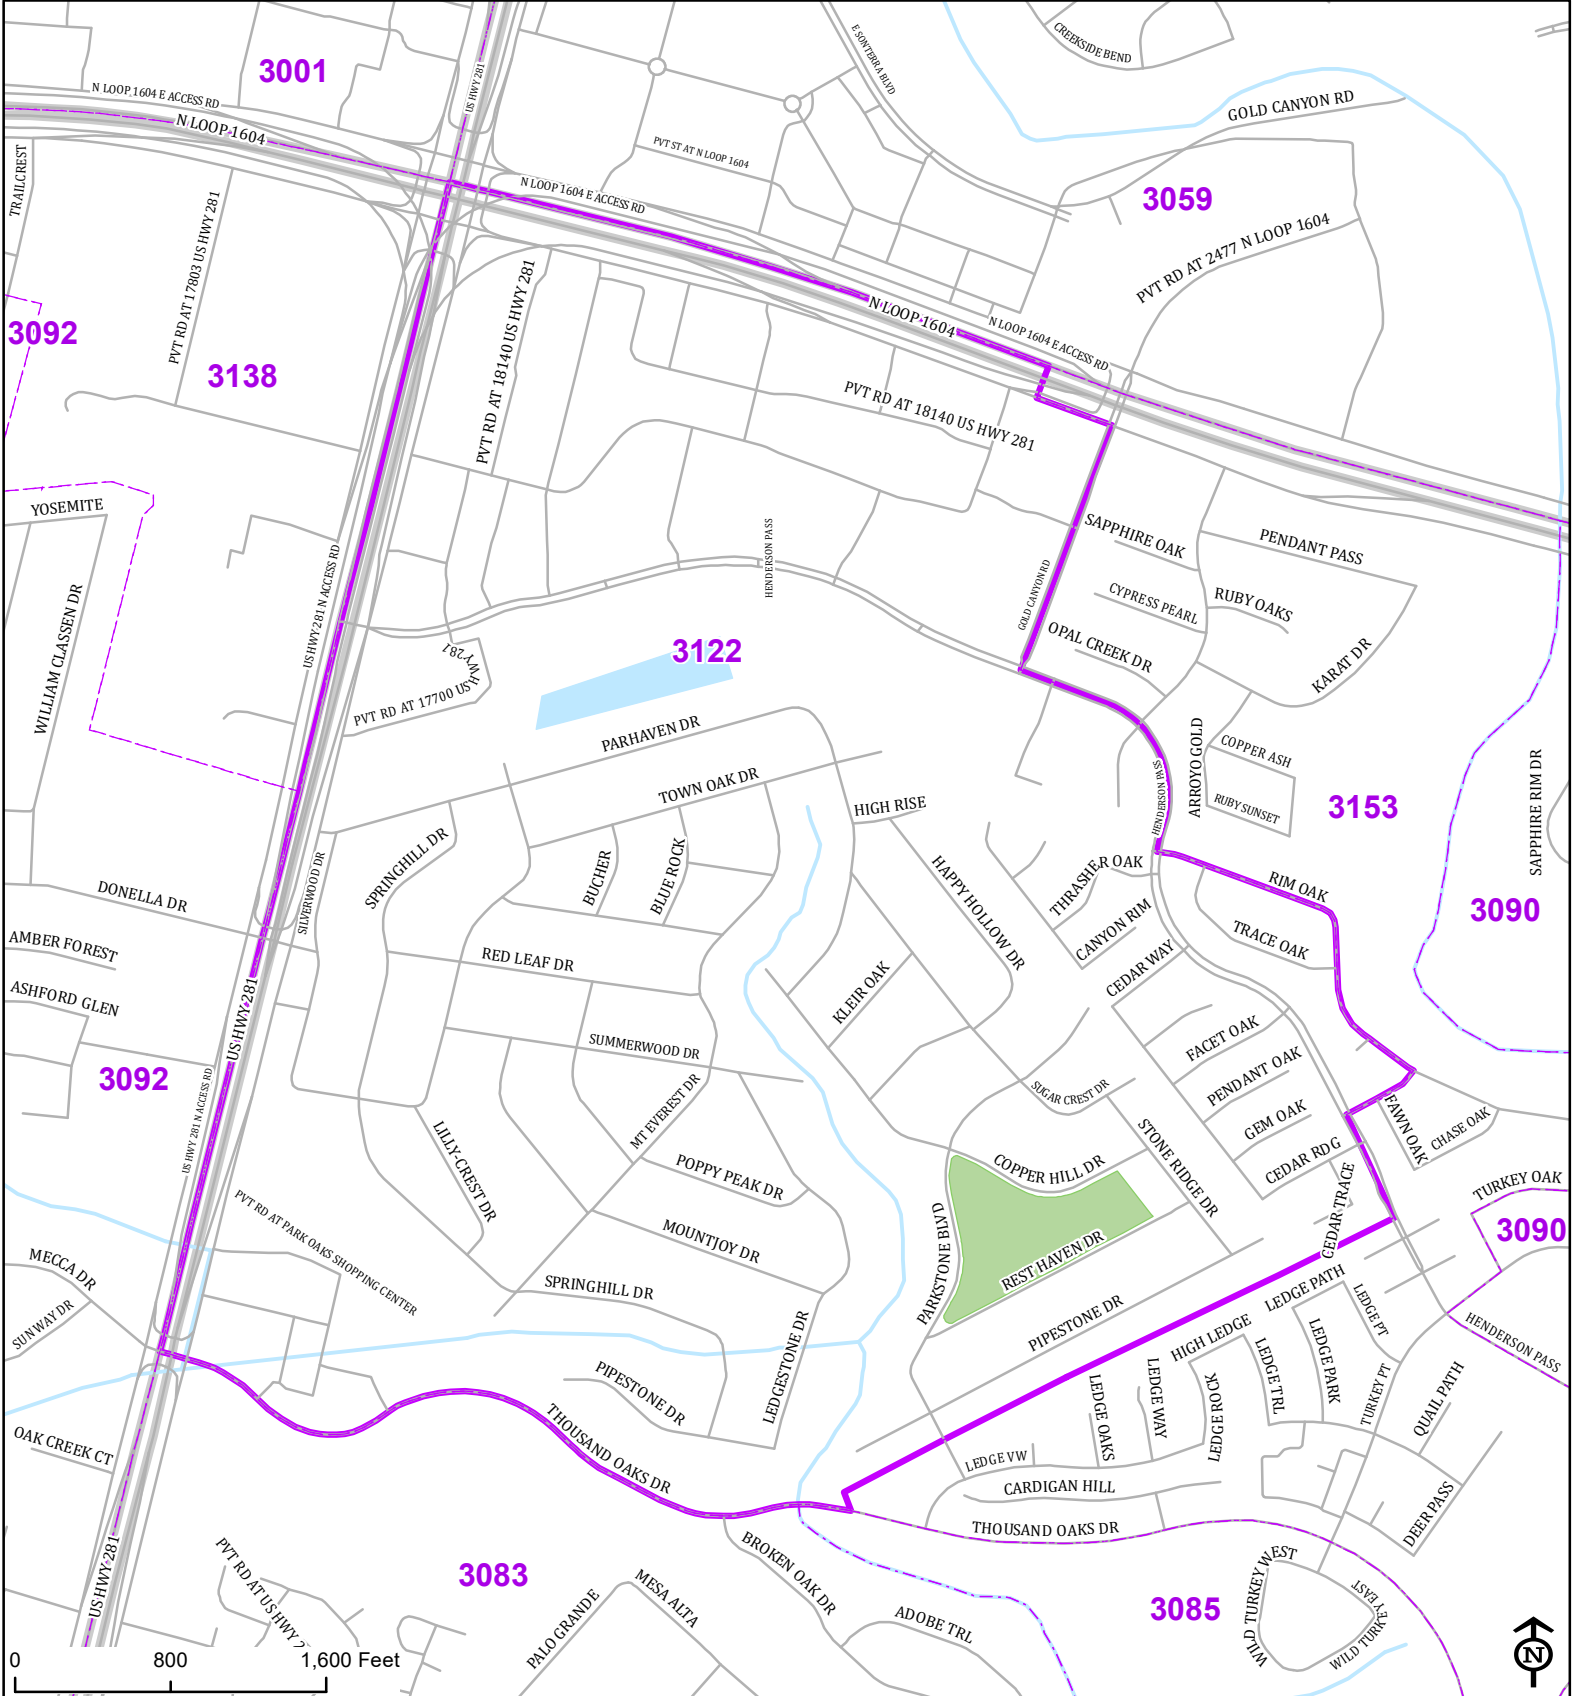 CREEKSIDE BEND
E SONTERRA BLVD
3001
US HWY 281
N LOOP 1604 E ACCESS RD
GOLD CANYON RD
N LOOP 1604
PVT ST AT N LOOP 1604
TRAILCREST
N LOOP 1604 E ACCESS RD
3059
PVT RD AT 17803 US HWY 281
PVT RD AT 2477 N LOOP 1604
PVT RD AT 18140 US HWY 281
N LOOP 1604
N LOOP 1604 E ACCESS RD
3092
3138
PVT RD AT 18140 US HWY 281
YOSEMITE
SAPPHIRE OAK
PENDANT PASS
HENDERSON PASS
US HWY 281 N ACCESS RD
GOLD CANYON RD
CYPRESS PEARL
RUBY OAKS
WILLIAM CLASSEN DR
OPAL CREEK DR
3122
KARAT DR
PVT RD AT 17700 US HWY 281
PARHAVEN DR
ARROYO GOLD
COPPER ASH
TOWN OAK DR
HIGH RISE
HENDERSON PASS
RUBY SUNSET
3153
SAPPHIRE RIM DR
SPRINGHILL DR
BUCHER
BLUE ROCK
HAPPY HOLLOW DR
THRASHER OAK
RIM OAK
SILVERWOOD DR
DONELLA DR
3090
AMBER FOREST
RED LEAF DR
CANYON RIM
TRACE OAK
CEDAR WAY
ASHFORD GLEN
KLEIR OAK
US HWY 281
SUMMERWOOD DR
FACET OAK
3092
PENDANT OAK
US HWY 281 N ACCESS RD
MT EVEREST DR
SUGAR CREST DR
GEM OAK
FAWN OAK
CHASE OAK
LILLY-CREST DR
STONE RIDGE DR
CEDAR RDG
POPPY PEAK DR
COPPER HILL DR
TURKEY OAK
PVT RD AT PARK OAKS SHOPPING CENTER
CEDAR TRACE
3090
MOUNTJOY DR
PARKSTONE BLVD
REST HAVEN DR
MECCA DR
SPRINGHILL DR
LEDGE PATH
LEDGE PT
SUNWAY DR
PIPESTONE DR
HIGH LEDGE
HENDERSON PASS
LEDGESTONE DR
LEDGE TRL
LEDGE PARK
PIPESTONE DR
LEDGE OAKS
LEDGE WAY
LEDGE ROOK
TURKEY PT
QUAIL PATH
OAK CREEK CT
THOUSAND OAKS DR
LEDGE VW
CARDIGAN HILL
DEER PASS
THOUSAND OAKS DR
US HWY 281
3083
BROKEN OAK DR
WILD TURKEY WEST
PVT RD AT US HWY 2
MESA ALTA
PALO GRANDE
ADOBE TRL
3085
WILD TURKEY EAST
N
0 800 1,600 Feet